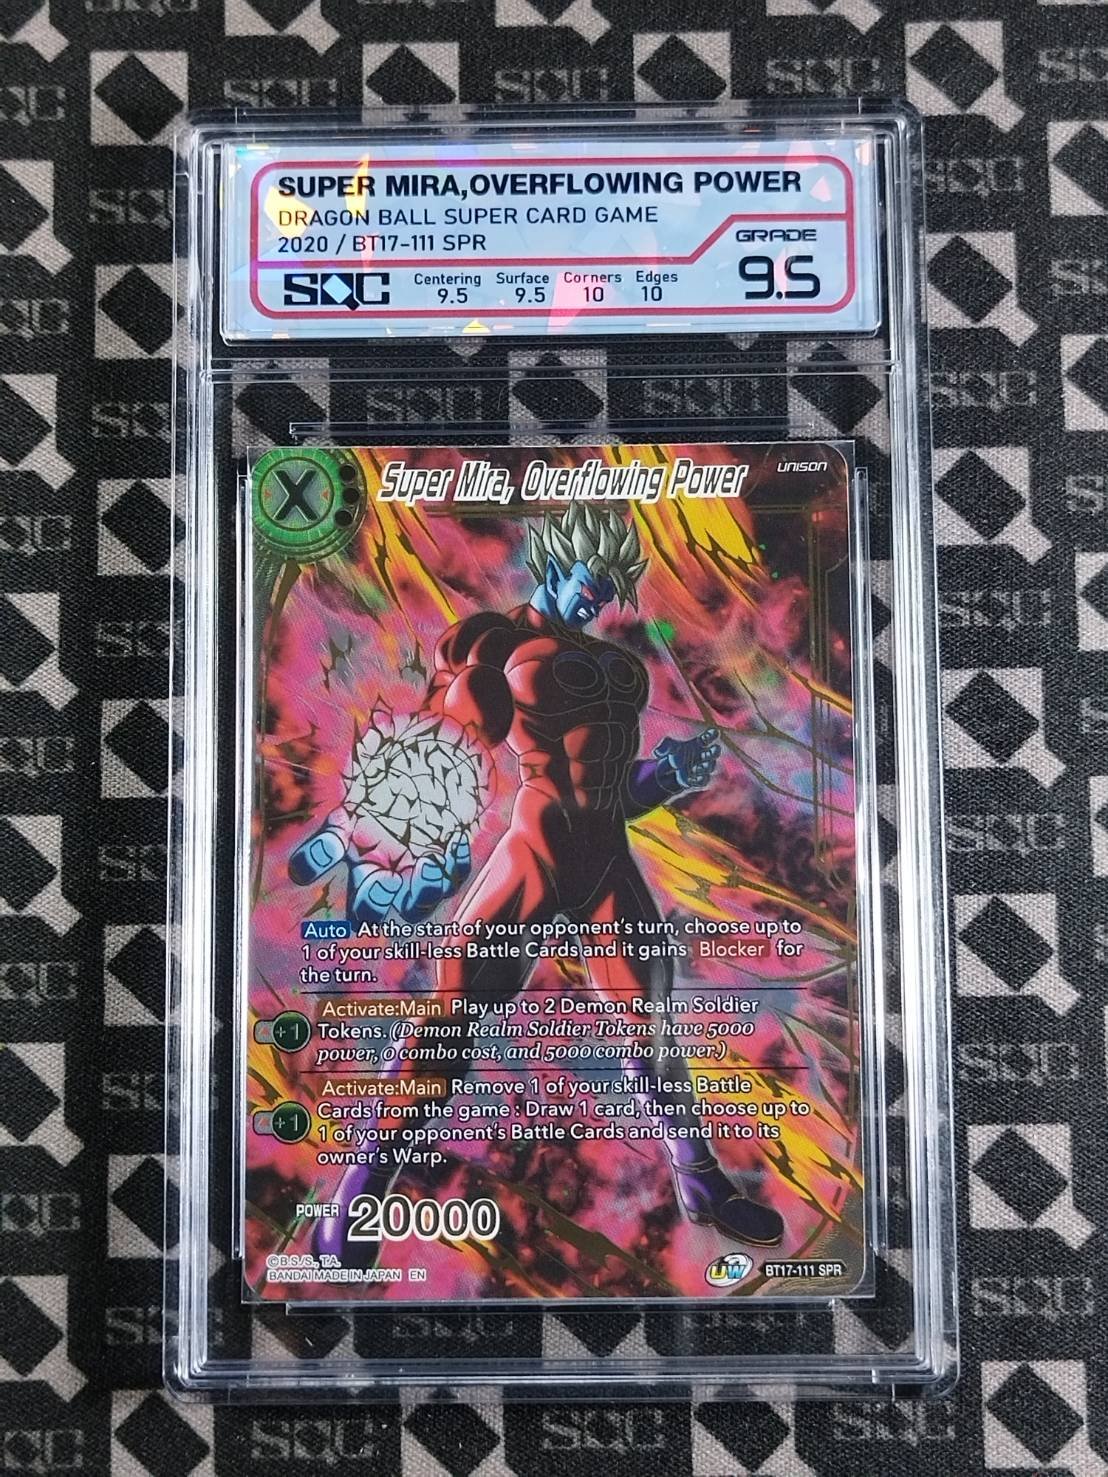 SUPER MIRA,OVERFLOWING POWER
DRAGON BALL SUPER CARD GAME
2020 / BT17-111 SPR
GRADE
9.5
SQC
Centering Surface Corners Edges
9.5 9.5 10 10
X
Super Mira, Overflowing Power
UNISON
Auto At the start of your opponent's turn, choose up to
1 of your skill-less Battle Cards and it gains Blocker for
the turn.
Activate:Main Play up to 2 Demon Realm Soldier
+1 Tokens. (Demon Realm Soldier Tokens have 5000
power, 0 combo cost, and 5000 combo power.)
Activate:Main Remove 1 of your skill-less Battle
+1 Cards from the game : Draw 1 card, then choose up to
1 of your opponent's Battle Cards and send it to its
owner's Warp.
POWER 20000
©B.S./S., T.A.
BANDAI MADE IN JAPAN EN
UW BT17-111 SPR